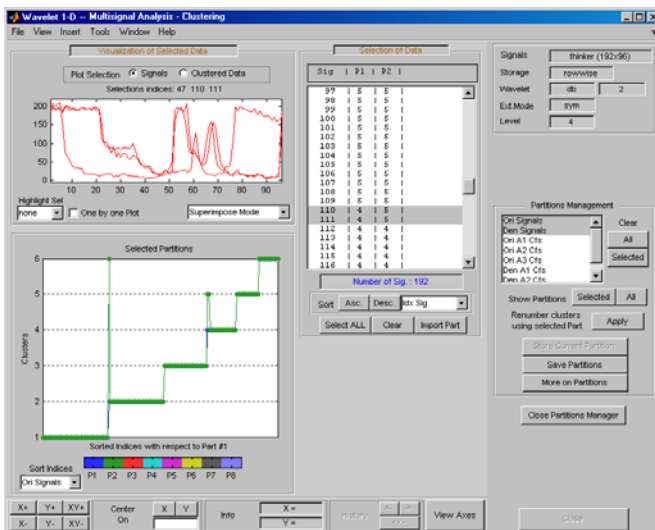 Wavelet 1-D -- Multisignal Analysis - Clustering
File View Insert Tools Window Help
Visualization of Selected Data
Plot Selection Signals Clustered Data
Selections indices: 47 110 111
200
150
100
50
0
10 20 30 40 50 60 70 80 90
Highlight Sel
none One by one Plot Superimpose Mode
Selected Partitions
6
5
4
3
2
1
Clusters
Sorted Indices with respect to Part #1
Sort Indices
Ori Signals
P1 P2 P3 P4 P5 P6 P7 P8
Selection of Data
Sig | P1 | P2 |
97 | 5 | 5 |
98 | 5 | 5 |
99 | 5 | 5 |
100 | 5 | 5 |
101 | 5 | 5 |
102 | 5 | 5 |
103 | 5 | 5 |
104 | 5 | 5 |
105 | 5 | 5 |
106 | 5 | 5 |
107 | 5 | 5 |
108 | 5 | 5 |
109 | 5 | 5 |
110 | 4 | 5 |
111 | 4 | 5 |
112 | 4 | 4 |
113 | 4 | 4 |
114 | 4 | 4 |
115 | 4 | 4 |
116 | 4 | 4 |
Number of Sig.: 192
Sort Asc. Desc. Idx Sig
Select ALL Clear Import Part
Signals thinker (192x96)
Storage rowwise
Wavelet db 2
Ext.Mode sym
Level 4
Partitions Management
Ori Signals
Den Signals
Ori A1 Cfs
Ori A2 Cfs
Ori A3 Cfs
Den A1 Cfs
Den A2 Cfs
Clear
All
Selected
Show Partitions Selected All
Renumber clusters
using selected Part Apply
Store Current Partition
Save Partitions
More on Partitions
Close Partitions Manager
X+ Y+ XY+
X- Y- XY-
Center
On
X Y
Info
X =
Y =
History
View Axes
Close